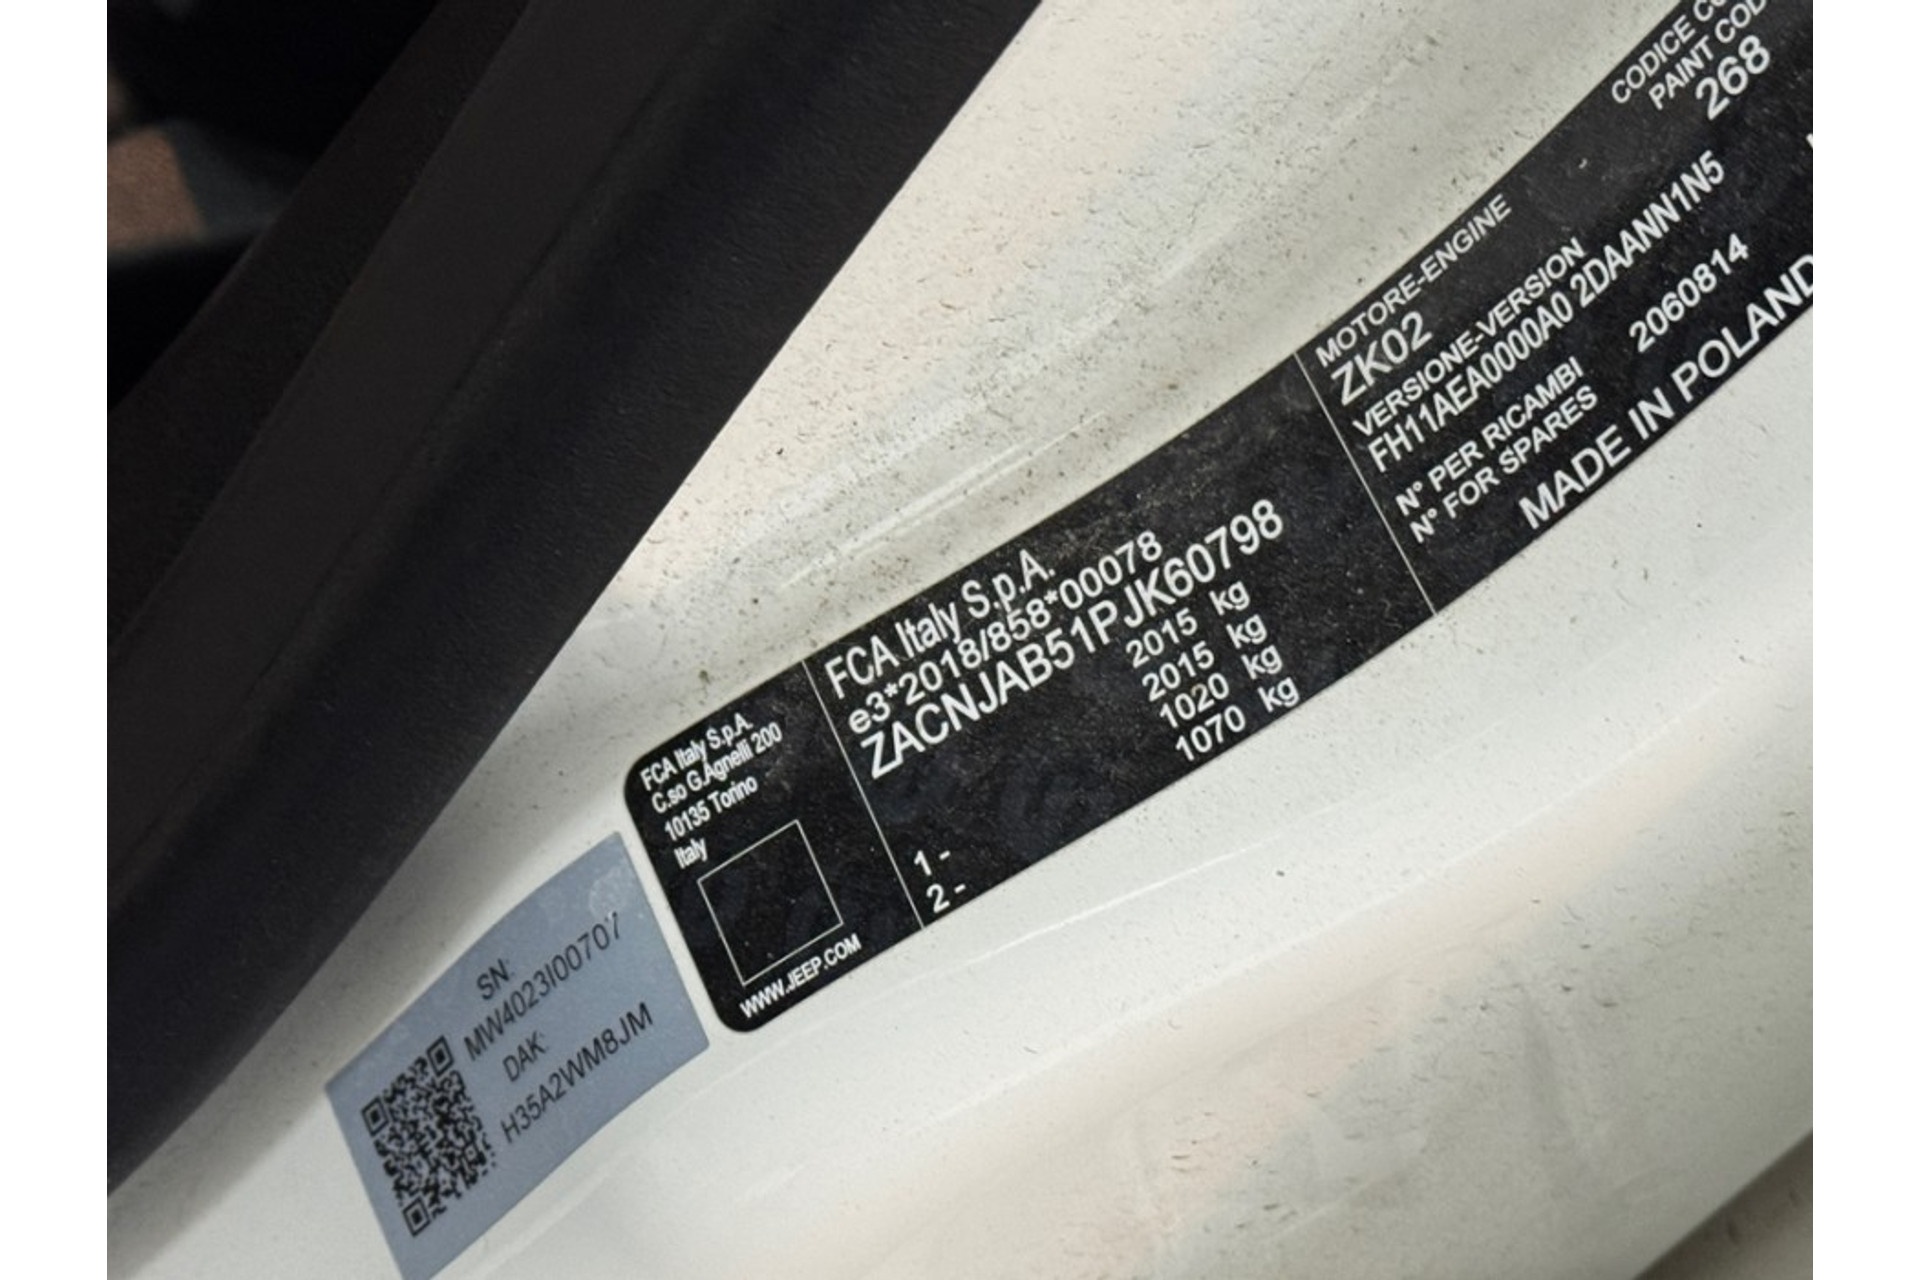 FCA Italy S.p.A.
C.so G.Agnelli 200
10135 Torino
Italy
WWW.JEEP.COM
FCA Italy S.p.A.
e3*2018/858*00078
ZACNJAB51PJK60798
2015 kg
2015 kg
1020 kg
1070 kg
1 -
2 -
MOTORE-ENGINE
ZK02
VERSIONE-VERSION
FH11AEA0000A0 2DAANN1N5
N° PER RICAMBI
N° FOR SPARES
2060814
MADE IN POLAND
CODICE
PAINT
268
SN:
MW4023I00707
DAK:
H35A2WM8JM